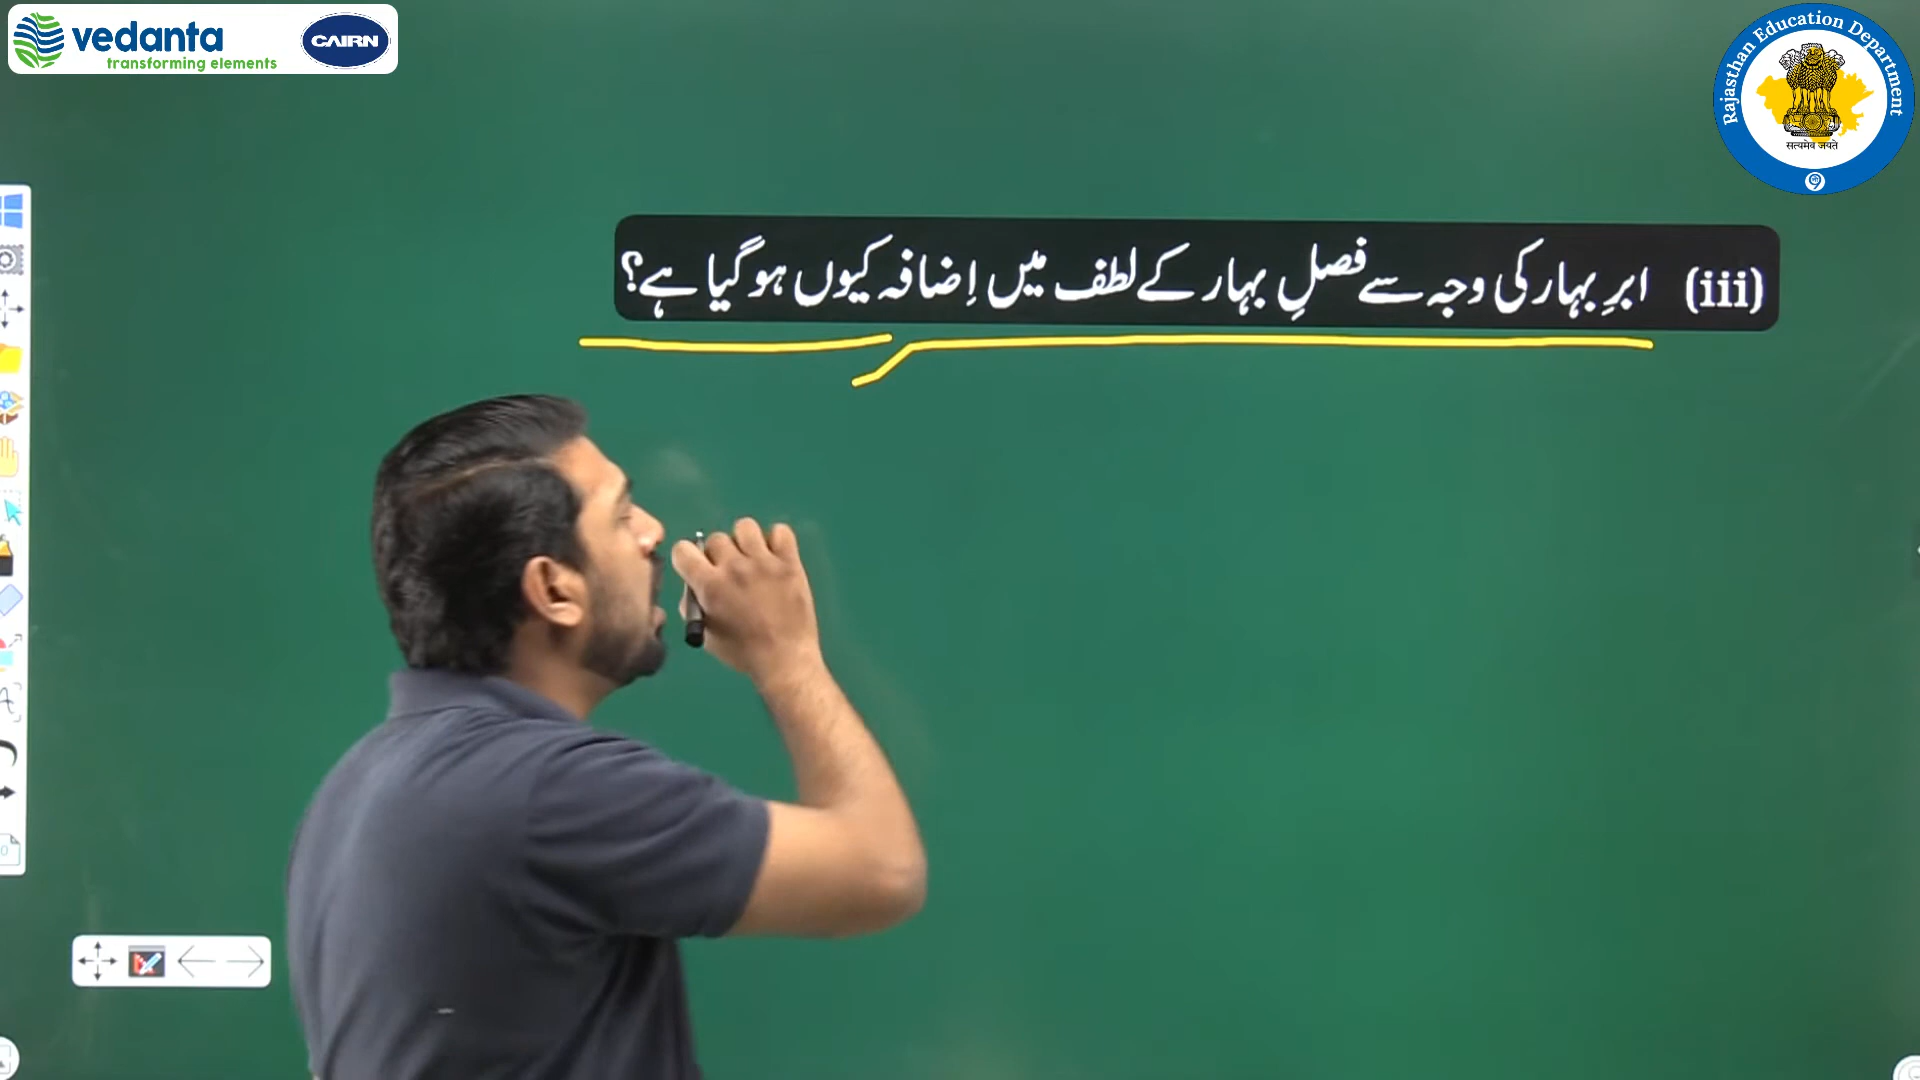 vedanta
transforming elements
CAIRN
Rajasthan Education Department
सत्यमेव जयते
(iii) ابرِ بہار کی وجہ سے فصلِ بہار کے لطف میں اِضافہ کیوں ہو گیا ہے؟